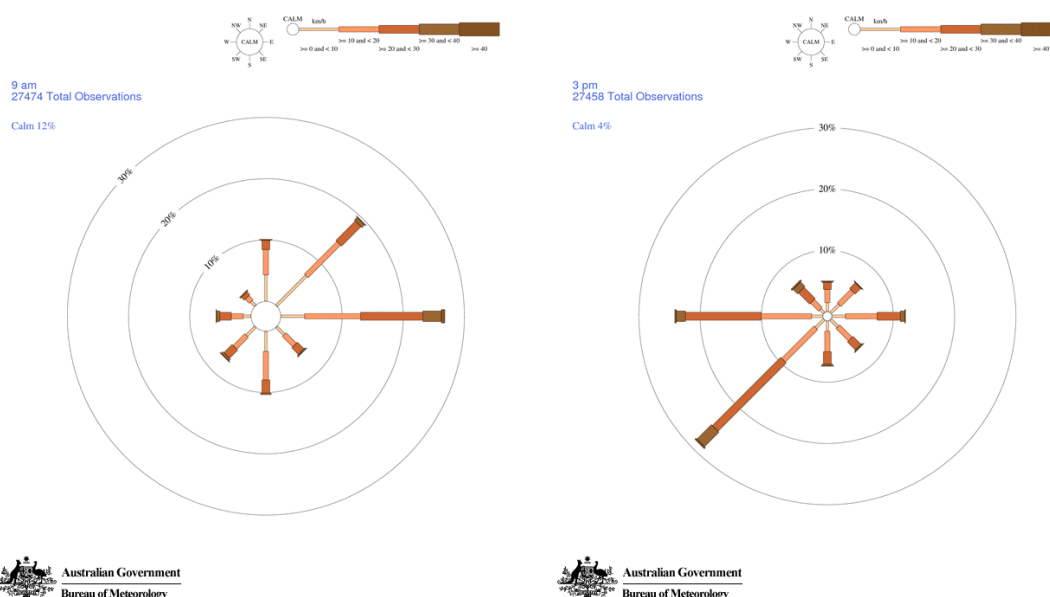 N
NW NE
W CALM E
SW SE
S
CALM km/h
>= 10 and < 20 >= 30 and < 40
>= 0 and < 10 >= 20 and < 30 >= 40
9 am
27474 Total Observations
Calm 12%
30%
20%
10%
Australian Government
Bureau of Meteorology
N
NW NE
W CALM E
SW SE
S
CALM km/h
>= 10 and < 20 >= 30 and < 40
>= 0 and < 10 >= 20 and < 30 >= 40
3 pm
27458 Total Observations
Calm 4%
30%
20%
10%
Australian Government
Bureau of Meteorology